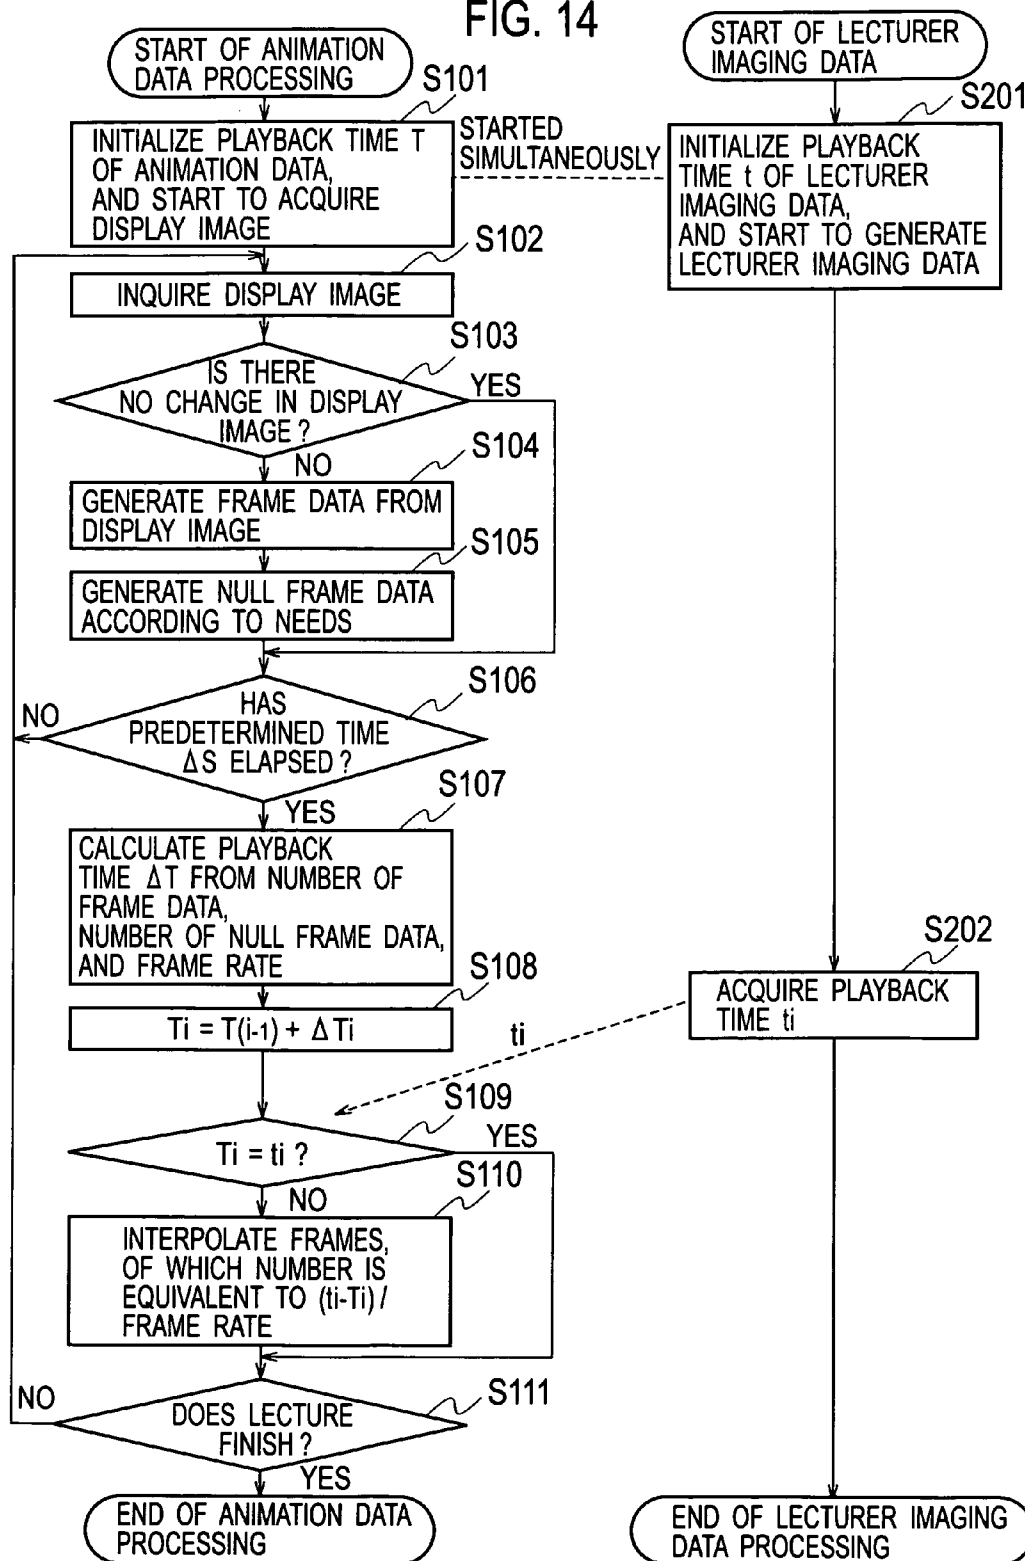 FIG. 14
START OF ANIMATION
DATA PROCESSING
START OF LECTURER
IMAGING DATA
S101
INITIALIZE PLAYBACK TIME T
OF ANIMATION DATA,
AND START TO ACQUIRE
DISPLAY IMAGE
STARTED
SIMULTANEOUSLY
S201
INITIALIZE PLAYBACK
TIME t OF LECTURER
IMAGING DATA,
AND START TO GENERATE
LECTURER IMAGING DATA
S102
INQUIRE DISPLAY IMAGE
S103
IS THERE
NO CHANGE IN DISPLAY
IMAGE?
YES
NO
S104
GENERATE FRAME DATA FROM
DISPLAY IMAGE
S105
GENERATE NULL FRAME DATA
ACCORDING TO NEEDS
S106
HAS
PREDETERMINED TIME
ΔS ELAPSED?
NO
YES
S107
CALCULATE PLAYBACK
TIME ΔT FROM NUMBER OF
FRAME DATA,
NUMBER OF NULL FRAME DATA,
AND FRAME RATE
S108
Ti = T(i-1) + ΔTi
S202
ACQUIRE PLAYBACK
TIME ti
ti
S109
Ti = ti ?
YES
NO
S110
INTERPOLATE FRAMES,
OF WHICH NUMBER IS
EQUIVALENT TO (ti-Ti)/
FRAME RATE
S111
DOES LECTURE
FINISH?
NO
YES
END OF ANIMATION DATA
PROCESSING
END OF LECTURER IMAGING
DATA PROCESSING